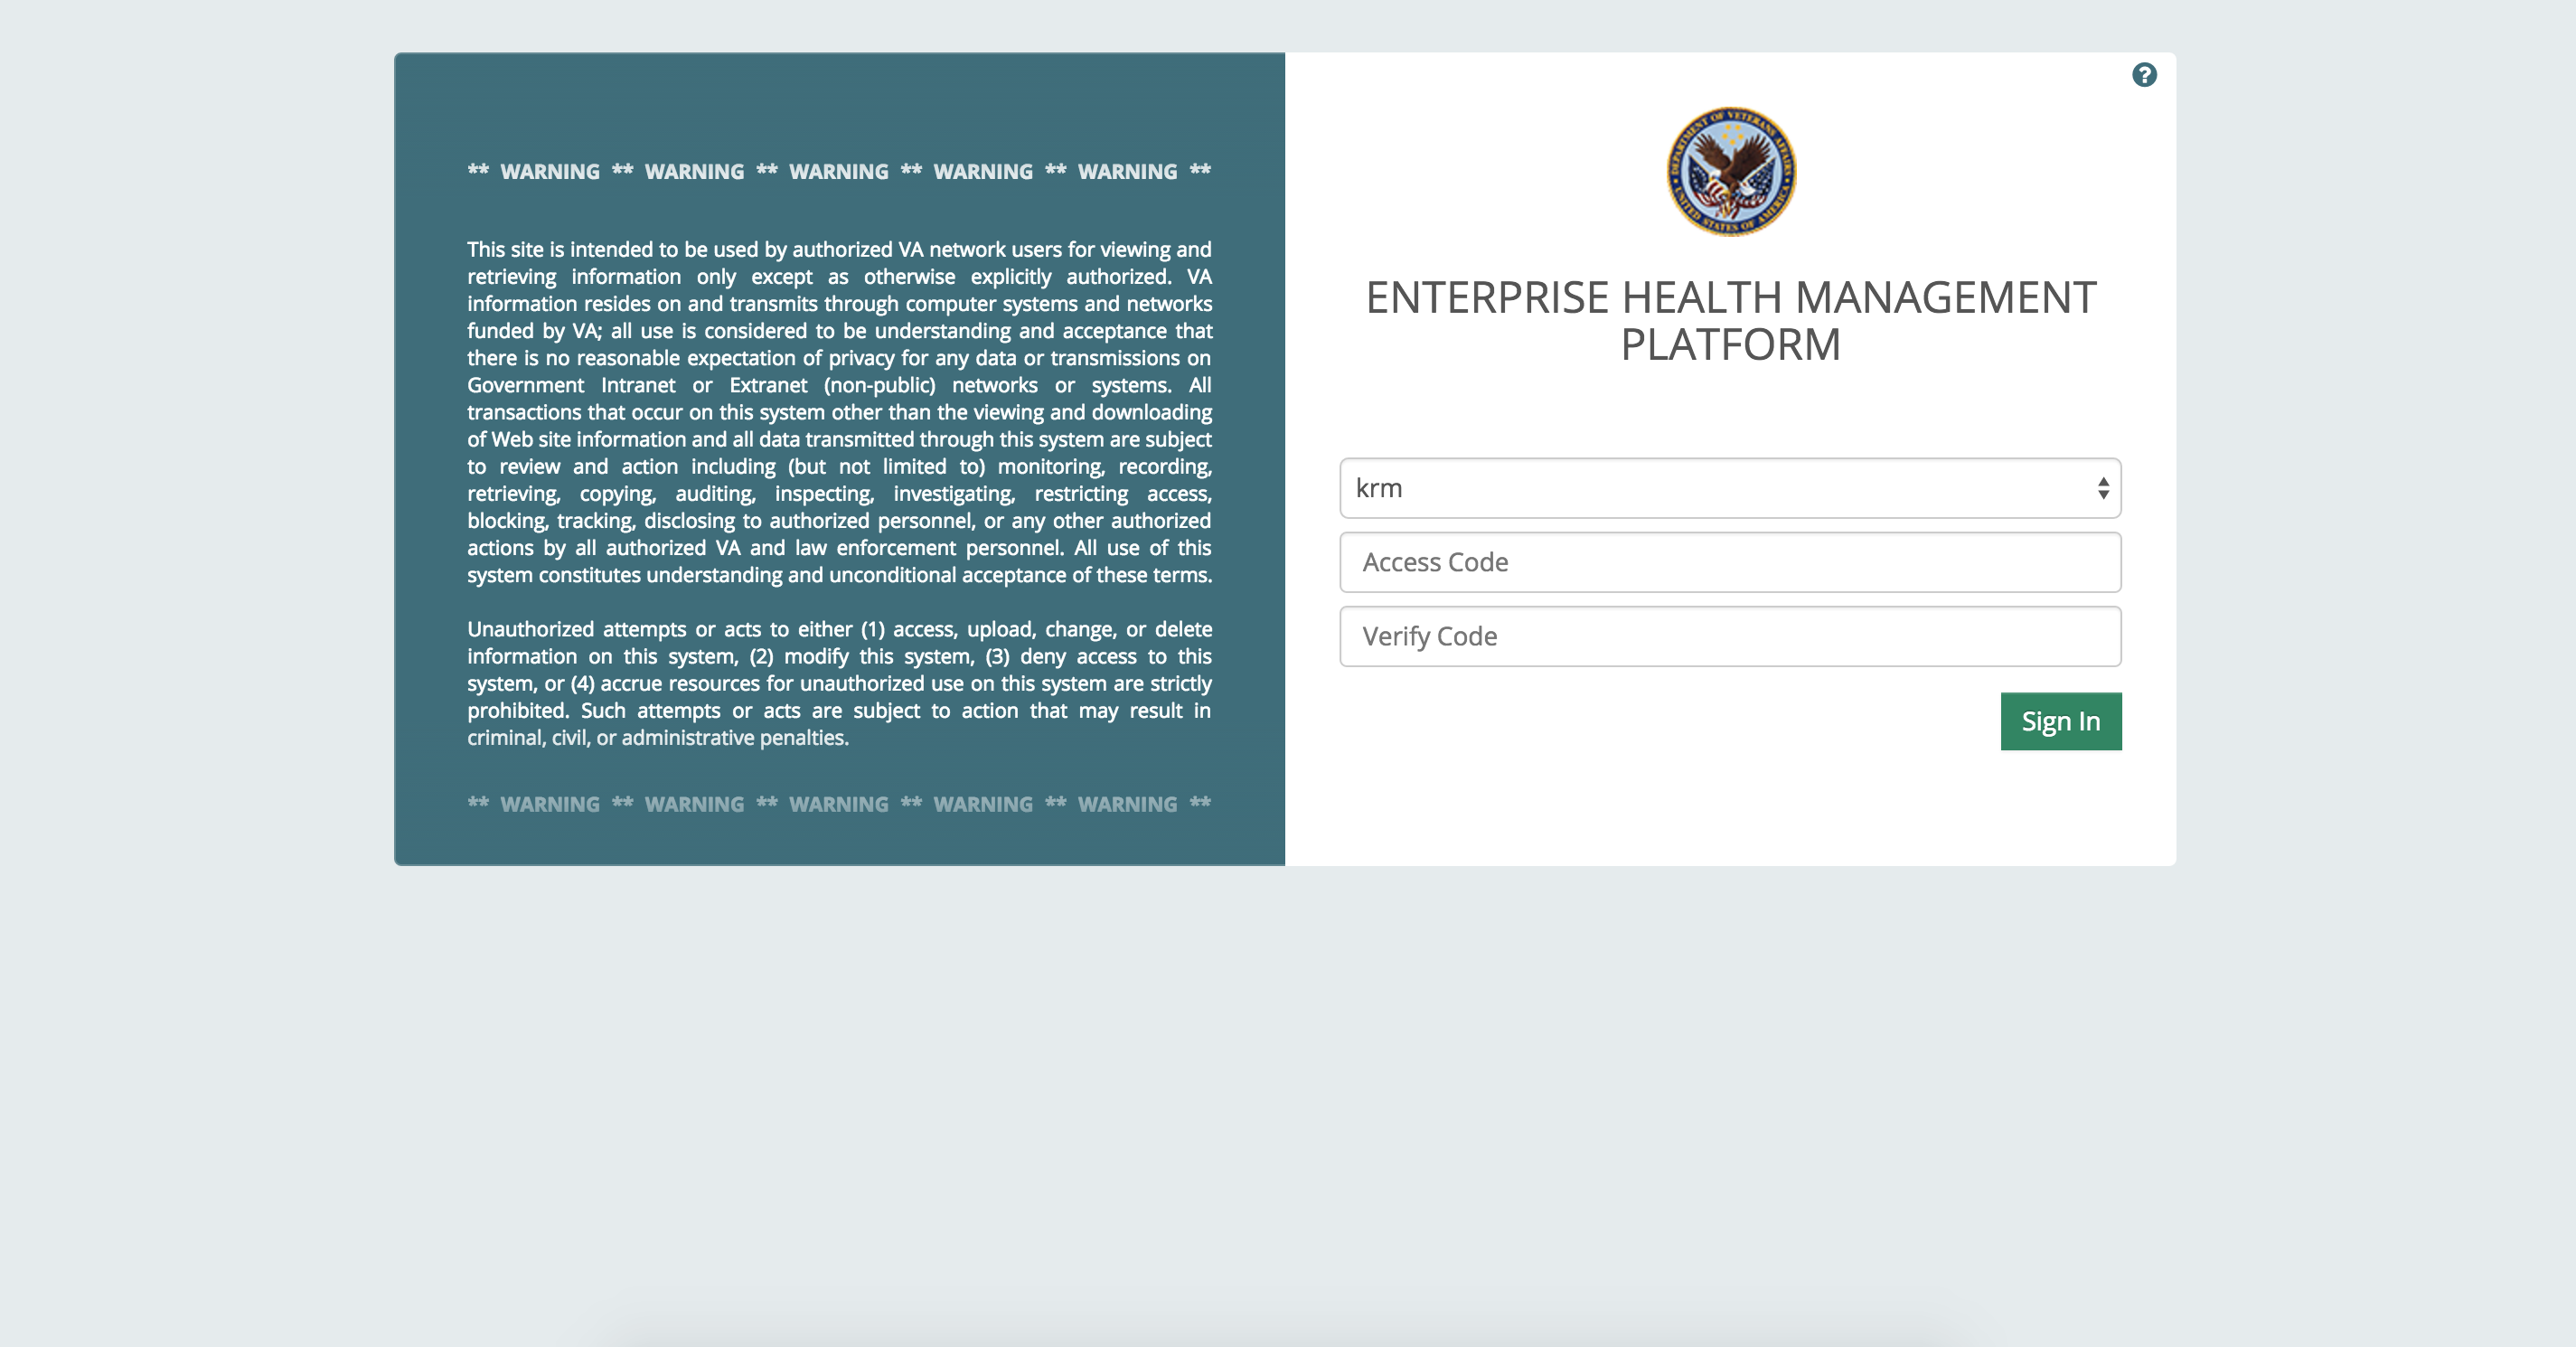 ** WARNING ** WARNING ** WARNING ** WARNING ** WARNING **
This site is intended to be used by authorized VA network users for viewing and
retrieving information only except as otherwise explicitly authorized. VA
information resides on and transmits through computer systems and networks
funded by VA; all use is considered to be understanding and acceptance that
there is no reasonable expectation of privacy for any data or transmissions on
Government Intranet or Extranet (non-public) networks or systems. All
transactions that occur on this system other than the viewing and downloading
of Web site information and all data transmitted through this system are subject
to review and action including (but not limited to) monitoring, recording,
retrieving, copying, auditing, inspecting, investigating, restricting access,
blocking, tracking, disclosing to authorized personnel, or any other authorized
actions by all authorized VA and law enforcement personnel. All use of this
system constitutes understanding and unconditional acceptance of these terms.
Unauthorized attempts or acts to either (1) access, upload, change, or delete
information on this system, (2) modify this system, (3) deny access to this
system, or (4) accrue resources for unauthorized use on this system are strictly
prohibited. Such attempts or acts are subject to action that may result in
criminal, civil, or administrative penalties.
** WARNING ** WARNING ** WARNING ** WARNING ** WARNING **
?
DEPARTMENT OF VETERANS AFFAIRS
UNITED STATES OF AMERICA
ENTERPRISE HEALTH MANAGEMENT
PLATFORM
krm
Access Code
Verify Code
Sign In